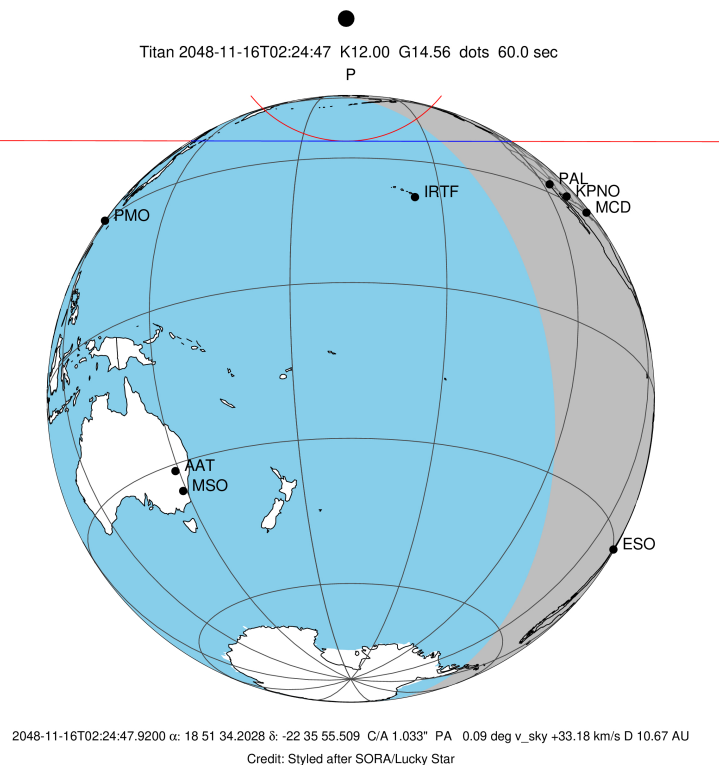 Titan 2048-11-16T02:24:47 K12.00 G14.56 dots 60.0 sec
P
PAL
IRTF
KPNO
MCD
PMO
AAT
MSO
ESO
2048-11-16T02:24:47.9200 α: 18 51 34.2028 δ: -22 35 55.509 C/A 1.033" PA 0.09 deg v_sky +33.18 km/s D 10.67 AU
Credit: Styled after SORA/Lucky Star